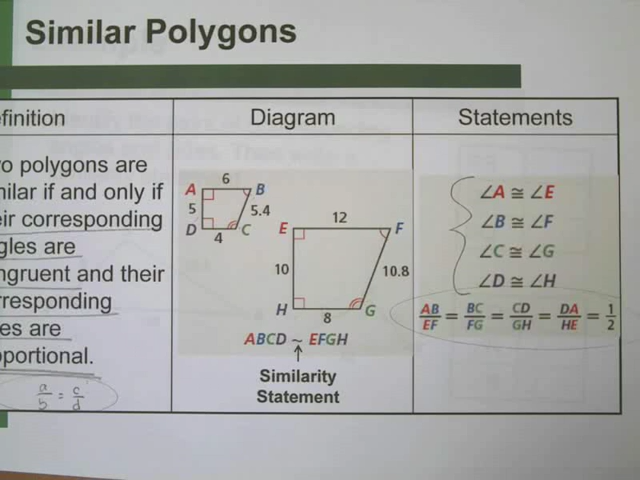 Similar Polygons
efinition
Diagram
Statements
o polygons are
milar if and only if
eir corresponding
gles are
ngruent and their
rresponding
es are
oportional.
a/b = c/d
6
A B
5 5.4
D C
4
12
E F
10 10.8
H G
8
ABCD ~ EFGH
↑
Similarity
Statement
∠A ≅ ∠E
∠B ≅ ∠F
∠C ≅ ∠G
∠D ≅ ∠H
AB/EF = BC/FG = CD/GH = DA/HE = 1/2